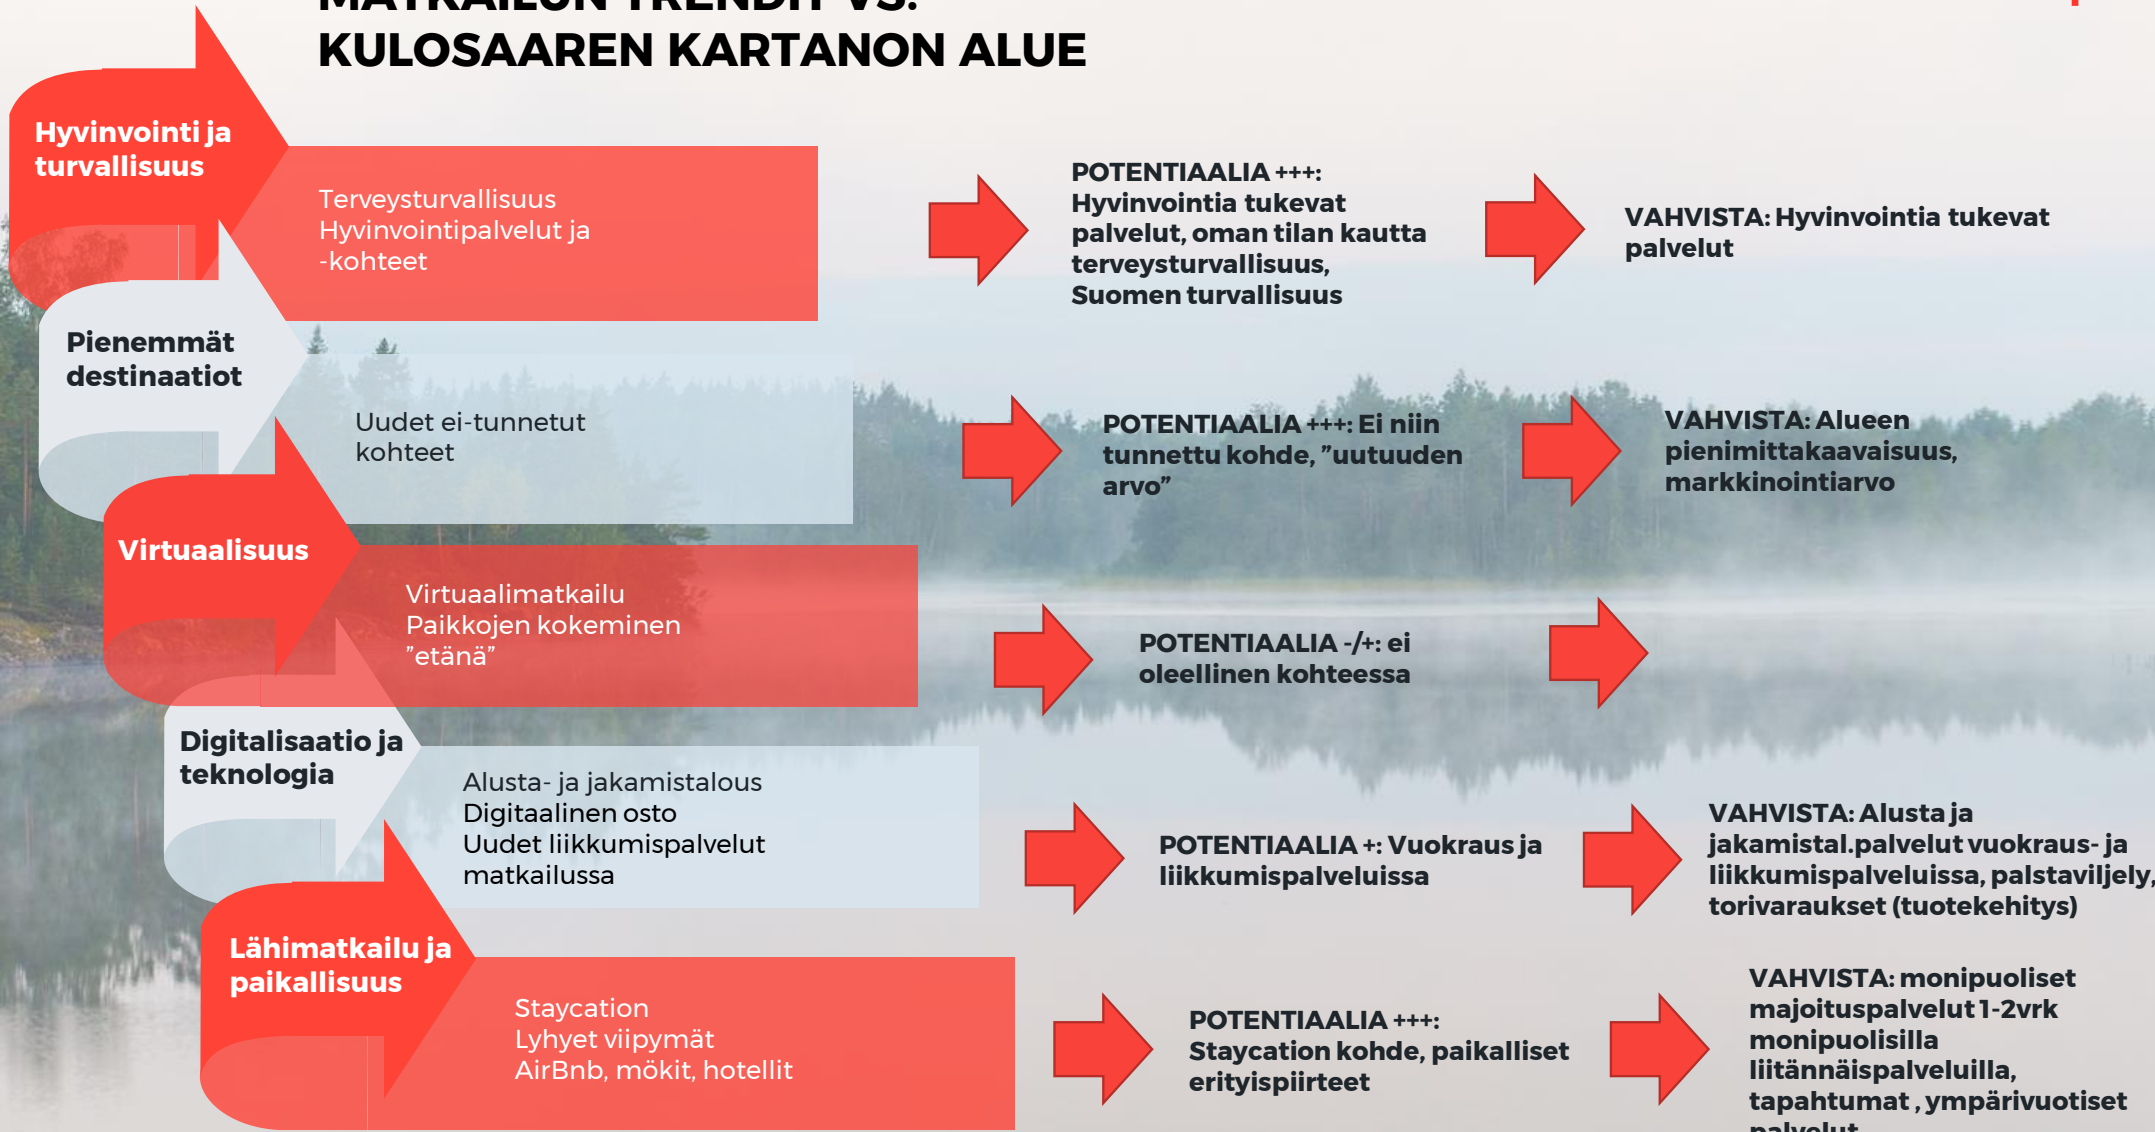 MATKAILUN TRENDIT VS.
KULOSAAREN KARTANON ALUE
Hyvinvointi ja
turvallisuus
Terveysturvallisuus
Hyvinvointipalvelut ja
-kohteet
POTENTIAALIA +++:
Hyvinvointia tukevat
palvelut, oman tilan kautta
terveysturvallisuus,
Suomen turvallisuus
VAHVISTA: Hyvinvointia tukevat
palvelut
Pienemmät
destinaatiot
Uudet ei-tunnetut
kohteet
POTENTIAALIA +++: Ei niin
tunnettu kohde, ”uutuuden
arvo”
VAHVISTA: Alueen
pienimittakaavaisuus,
markkinointiarvo
Virtuaalisuus
Virtuaalimatkailu
Paikkojen kokeminen
”etänä”
POTENTIAALIA -/+: ei
oleellinen kohteessa
Digitalisaatio ja
teknologia
Alusta- ja jakamistalous
Digitaalinen osto
Uudet liikkumispalvelut
matkailussa
POTENTIAALIA +: Vuokraus ja
liikkumispalveluissa
VAHVISTA: Alusta ja
jakamistal.palvelut vuokraus- ja
liikkumispalveluissa, palstaviljely,
torivaraukset (tuotekehitys)
Lähimatkailu ja
paikallisuus
Staycation
Lyhyet viipymät
AirBnb, mökit, hotellit
POTENTIAALIA +++:
Staycation kohde, paikalliset
erityispiirteet
VAHVISTA: monipuoliset
majoituspalvelut 1-2vrk
monipuolisilla
liitännäispalveluilla,
tapahtumat , ympärivuotiset
palvelut